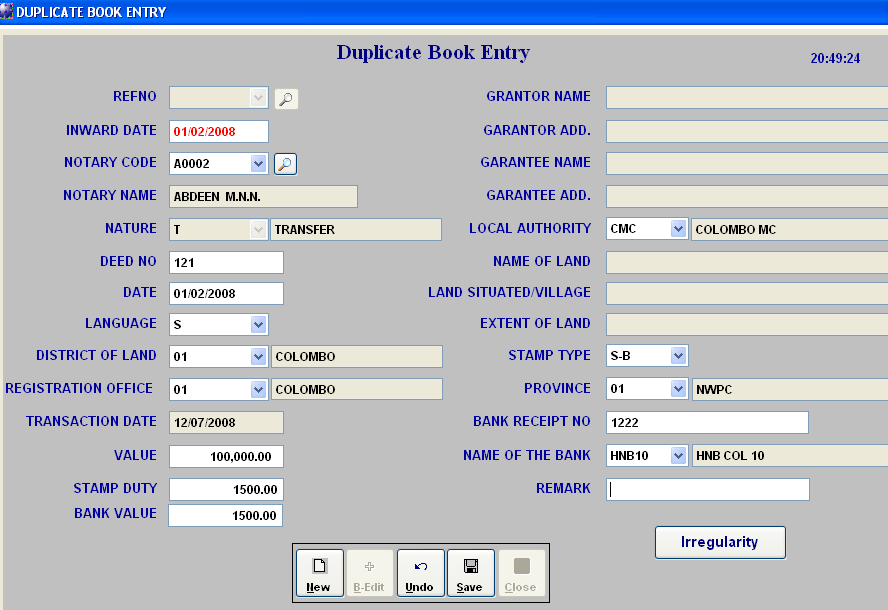 DUPLICATE BOOK ENTRY
Duplicate Book Entry
20:49:24
REFNO
INWARD DATE 01/02/2008
NOTARY CODE A0002
NOTARY NAME ABDEEN M.N.N.
NATURE T TRANSFER
DEED NO 121
DATE 01/02/2008
LANGUAGE S
DISTRICT OF LAND 01 COLOMBO
REGISTRATION OFFICE 01 COLOMBO
TRANSACTION DATE 12/07/2008
VALUE 100,000.00
STAMP DUTY 1500.00
BANK VALUE 1500.00
GRANTOR NAME
GARANTOR ADD.
GARANTEE NAME
GARANTEE ADD.
LOCAL AUTHORITY CMC COLOMBO MC
NAME OF LAND
LAND SITUATED/VILLAGE
EXTENT OF LAND
STAMP TYPE S-B
PROVINCE 01 NWPC
BANK RECEIPT NO 1222
NAME OF THE BANK HNB10 HNB COL 10
REMARK
Irregularity
New B-Edit Undo Save Close